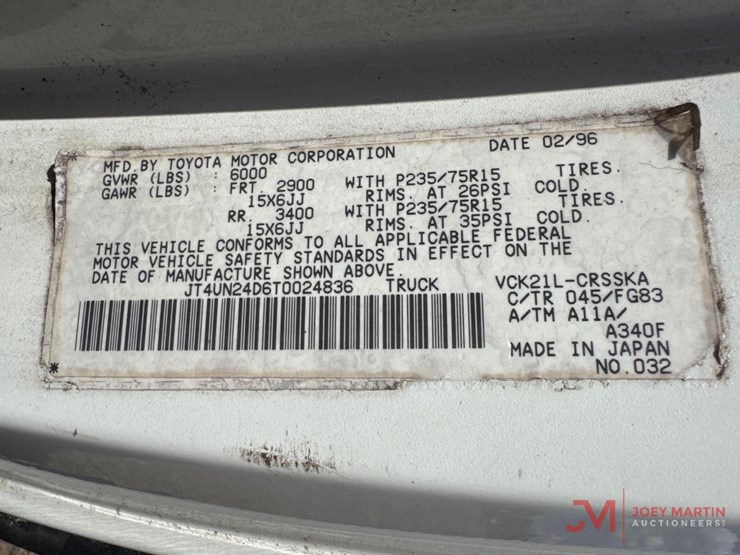 MFD. BY TOYOTA MOTOR CORPORATION DATE 02/96
GVWR (LBS) : 6000
GAWR (LBS) : FRT. 2900 WITH P235/75R15 TIRES.
15X6JJ RIMS. AT 26PSI COLD.
RR. 3400 WITH P235/75R15 TIRES.
15X6JJ RIMS. AT 35PSI COLD.
THIS VEHICLE CONFORMS TO ALL APPLICABLE FEDERAL
MOTOR VEHICLE SAFETY STANDARDS IN EFFECT ON THE
DATE OF MANUFACTURE SHOWN ABOVE.
JT4UN24D6T0024836 TRUCK VCK21L-CRSSKA
C/TR 045/FG83
A/TM A11A/
A340F
MADE IN JAPAN
NO.032
JM JOEY MARTIN
AUCTIONEERS